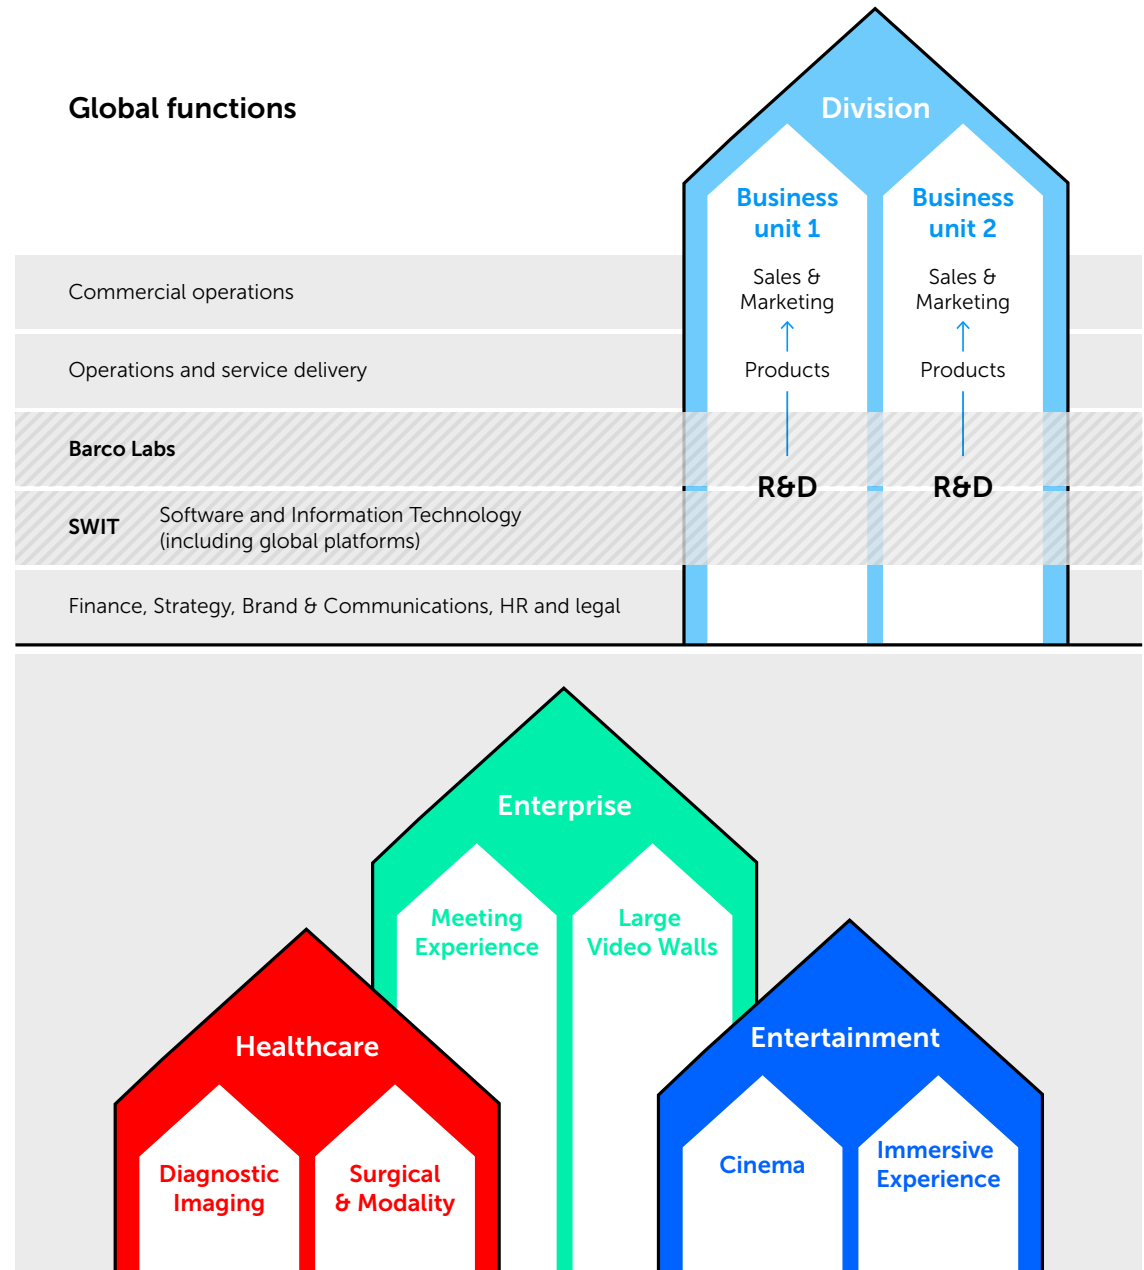 Global functions
Division
Business
unit 1
Business
unit 2
Commercial operations
Sales &
Marketing
Sales &
Marketing
Operations and service delivery
Products
Products
Barco Labs
R&D
R&D
SWIT
Software and Information Technology
(including global platforms)
Finance, Strategy, Brand & Communications, HR and legal
Enterprise
Meeting
Experience
Large
Video Walls
Healthcare
Diagnostic
Imaging
Surgical
& Modality
Entertainment
Cinema
Immersive
Experience